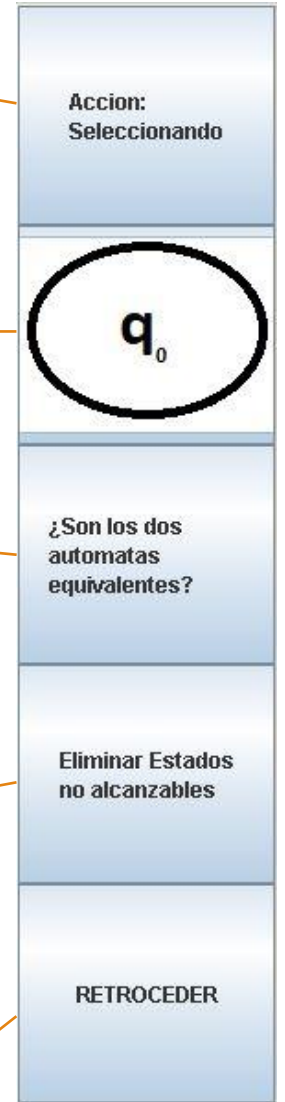 Accion:
Seleccionando
q0
¿Son los dos
automatas
equivalentes?
Eliminar Estados
no alcanzables
RETROCEDER